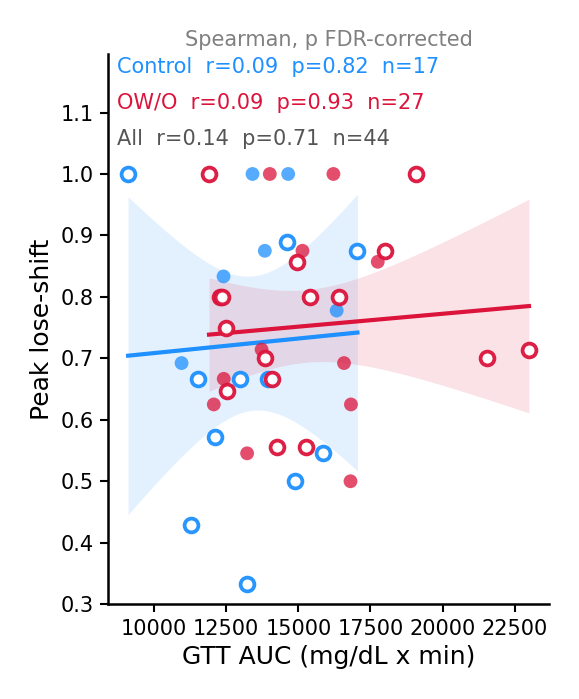 Spearman, p FDR-corrected
Control  r=0.09  p=0.82  n=17
OW/O  r=0.09  p=0.93  n=27
All  r=0.14  p=0.71  n=44
1.1
1.0
0.9
0.8
0.7
0.6
0.5
0.4
0.3
Peak lose-shift
10000 12500 15000 17500 20000 22500
GTT AUC (mg/dL x min)